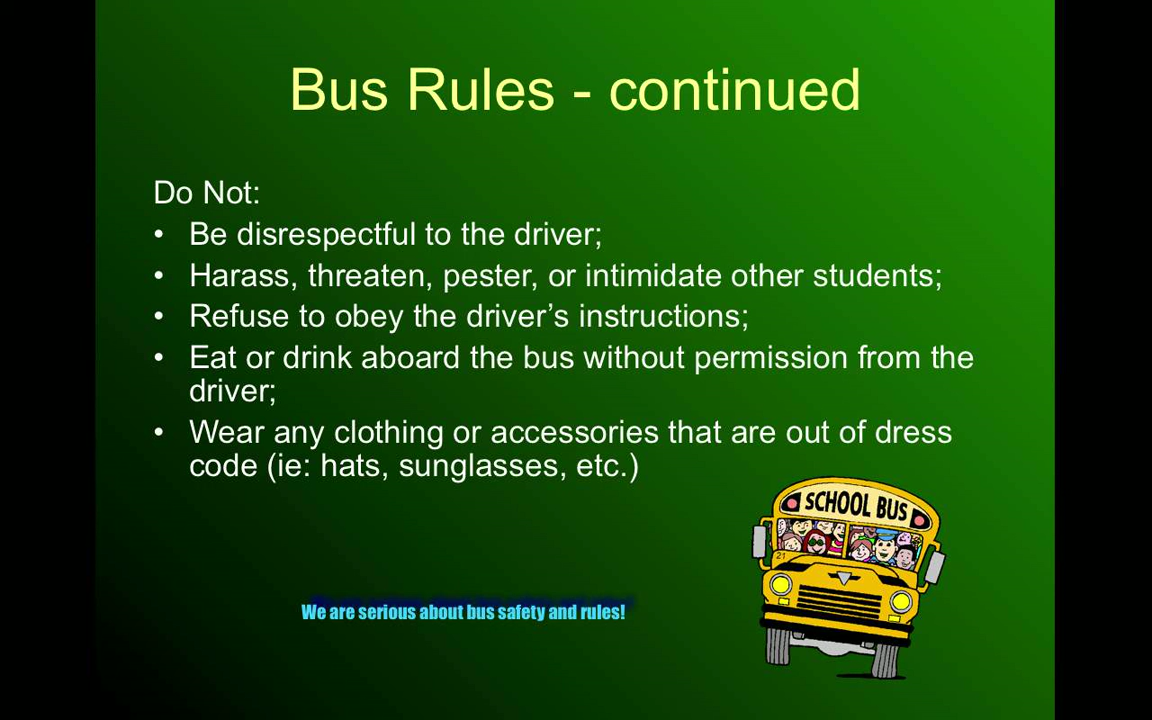 Bus Rules - continued
Do Not:
• Be disrespectful to the driver;
• Harass, threaten, pester, or intimidate other students;
• Refuse to obey the driver’s instructions;
• Eat or drink aboard the bus without permission from the
driver;
• Wear any clothing or accessories that are out of dress
code (ie: hats, sunglasses, etc.)
SCHOOL BUS
21
We are serious about bus safety and rules!